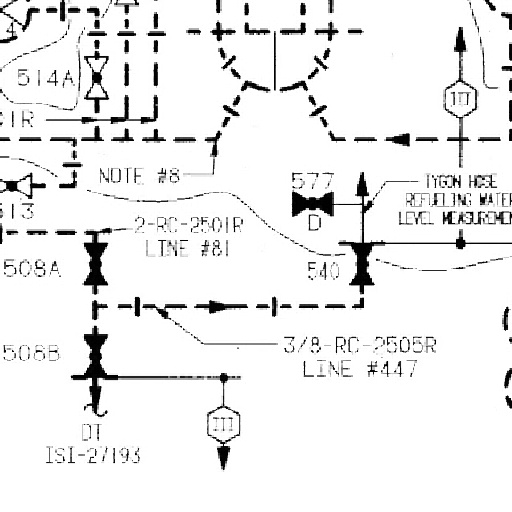 4
514A
NOTE #8
577
D
TYGON HOSE
REFUELING WATER
LEVEL MEASUREMEN
III
513
2-RC-2501R
LINE #81
508A
540
3/8-RC-2505R
LINE #447
508B
III
DT
ISI-27193